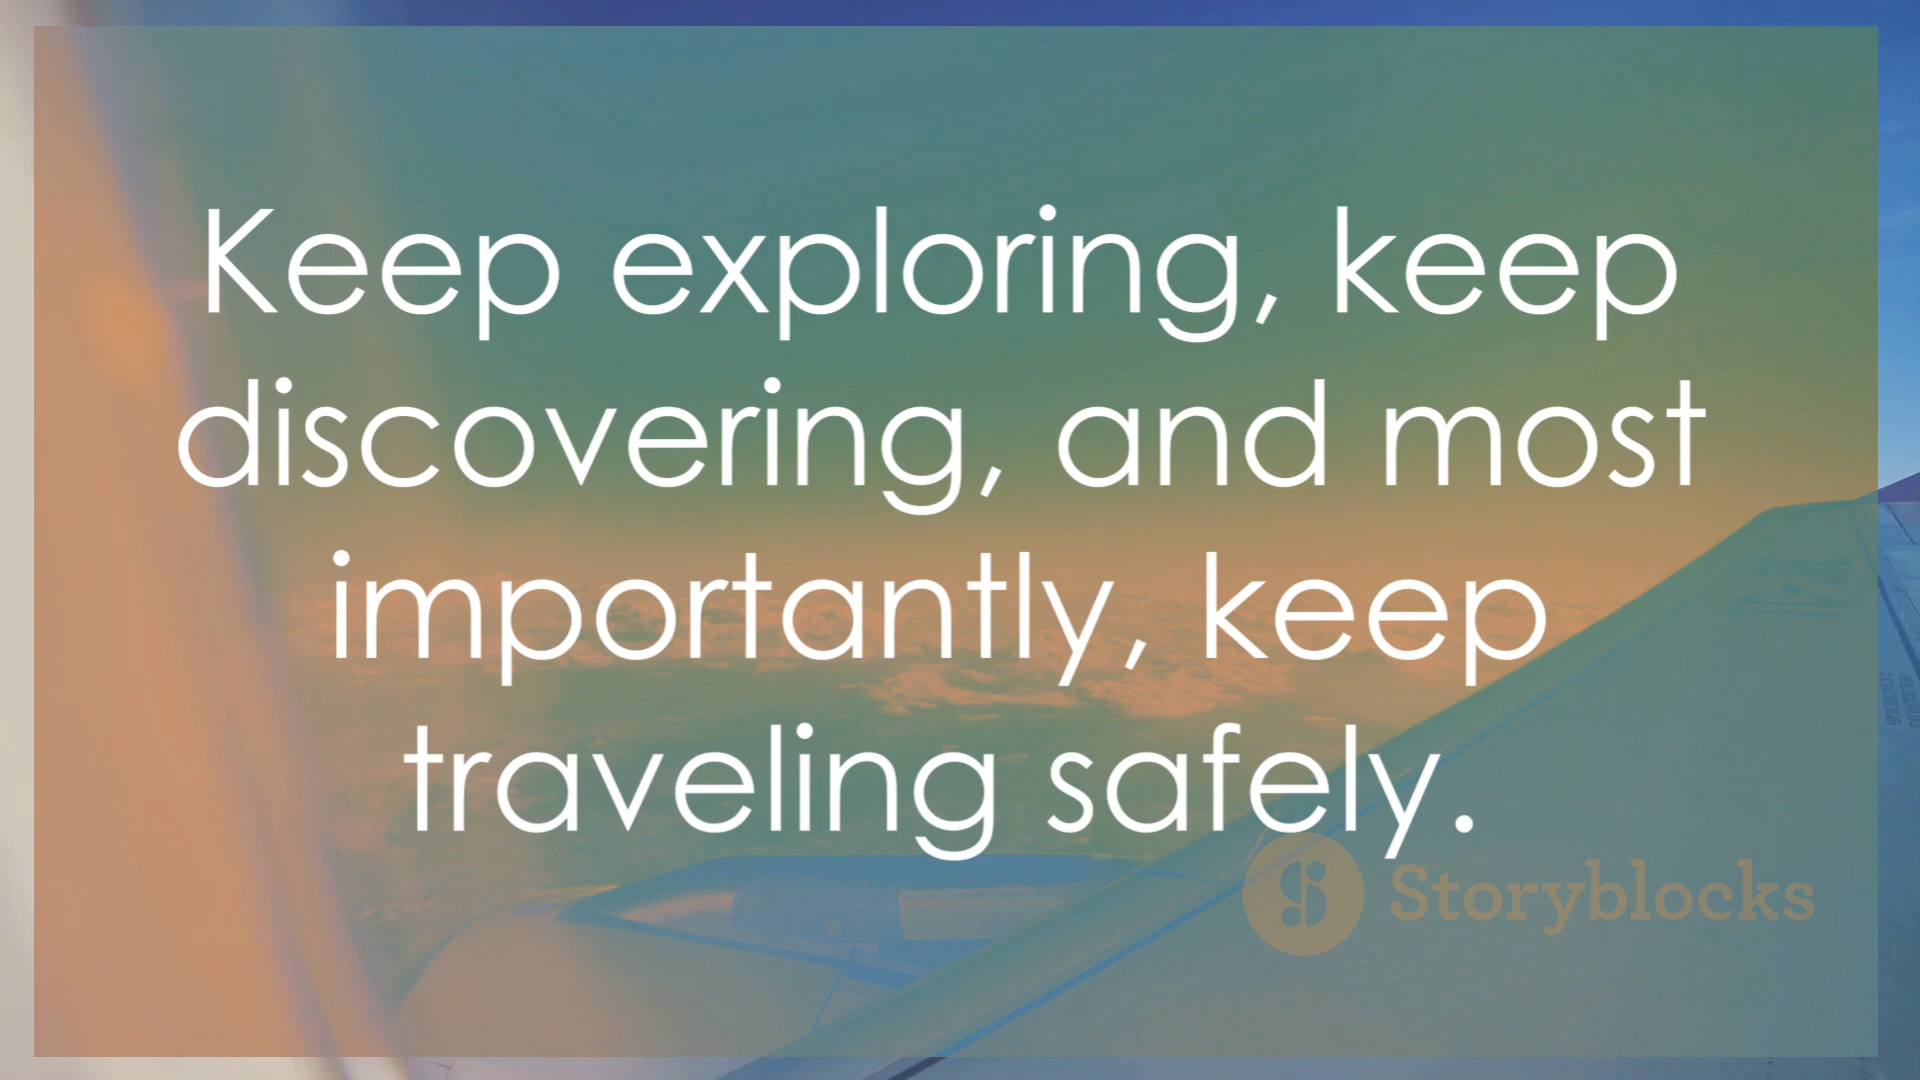 Keep exploring, keep
discovering, and most
importantly, keep
traveling safely.
Storyblocks